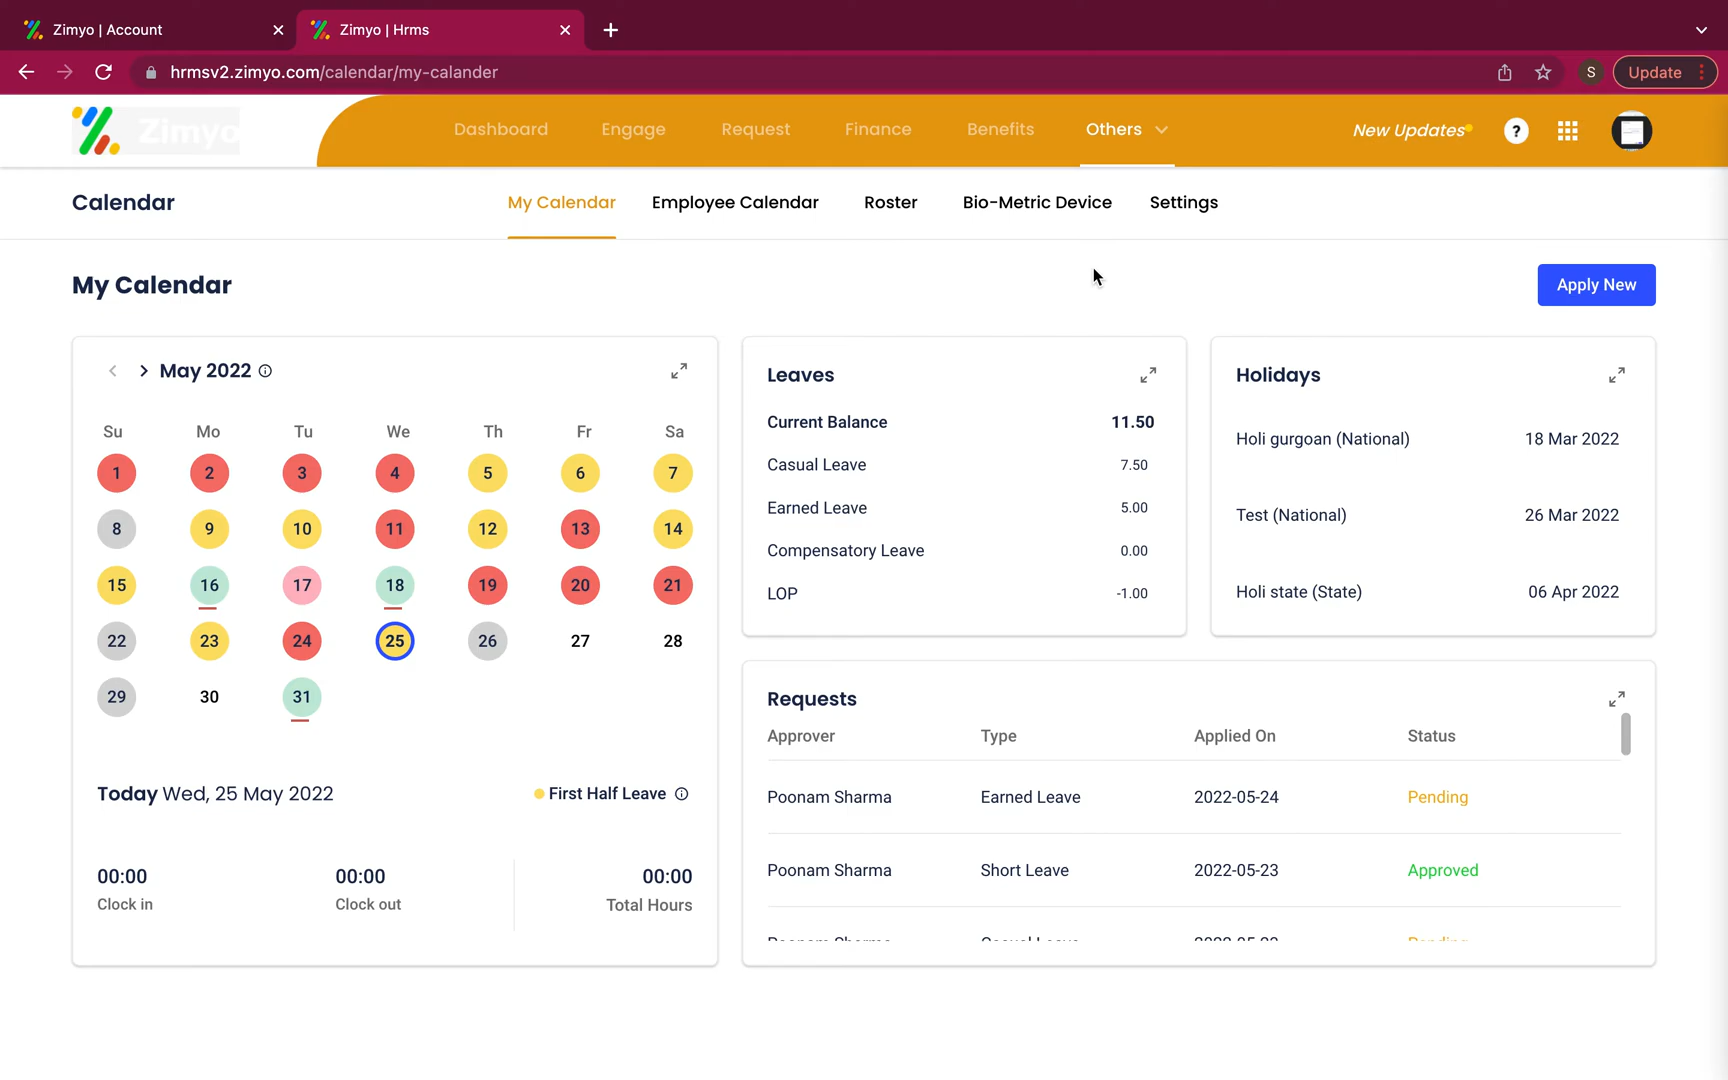 Zimyo | Account
Zimyo | Hrms
hrmsv2.zimyo.com/calendar/my-calander
S
Update
Zimyo
Dashboard
Engage
Request
Finance
Benefits
Others
New Updates
?
Calendar
My Calendar
Employee Calendar
Roster
Bio-Metric Device
Settings
My Calendar
Apply New
May 2022
Su Mo Tu We Th Fr Sa
1 2 3 4 5 6 7
8 9 10 11 12 13 14
15 16 17 18 19 20 21
22 23 24 25 26 27 28
29 30 31
Today Wed, 25 May 2022
First Half Leave
00:00 00:00 00:00
Clock in Clock out Total Hours
Leaves
Current Balance 11.50
Casual Leave 7.50
Earned Leave 5.00
Compensatory Leave 0.00
LOP -1.00
Holidays
Holi gurgoan (National) 18 Mar 2022
Test (National) 26 Mar 2022
Holi state (State) 06 Apr 2022
Requests
Approver Type Applied On Status
Poonam Sharma Earned Leave 2022-05-24 Pending
Poonam Sharma Short Leave 2022-05-23 Approved